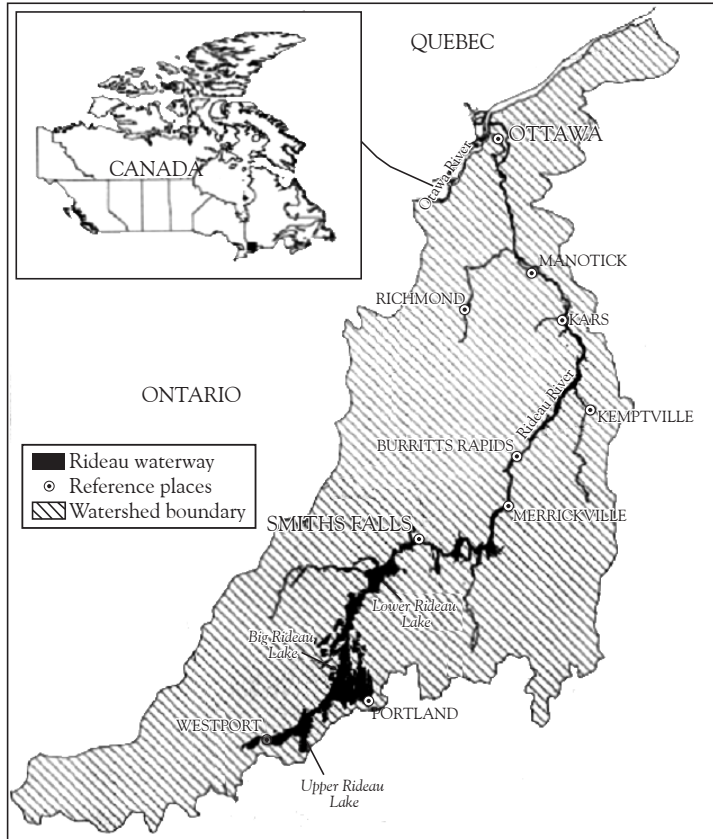 QUEBEC
CANADA
OTTAWA
Ottawa River
MANOTICK
RICHMOND
KARS
ONTARIO
Rideau River
KEMPTVILLE
BURRITTS RAPIDS
Rideau waterway
Reference places
Watershed boundary
MERRICKVILLE
SMITHS FALLS
Lower Rideau
Lake
Big Rideau
Lake
PORTLAND
WESTPORT
Upper Rideau
Lake